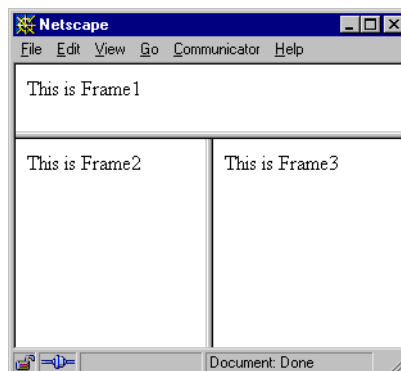 Netscape
File Edit View Go Communicator Help
This is Frame1
This is Frame2
This is Frame3
Document: Done